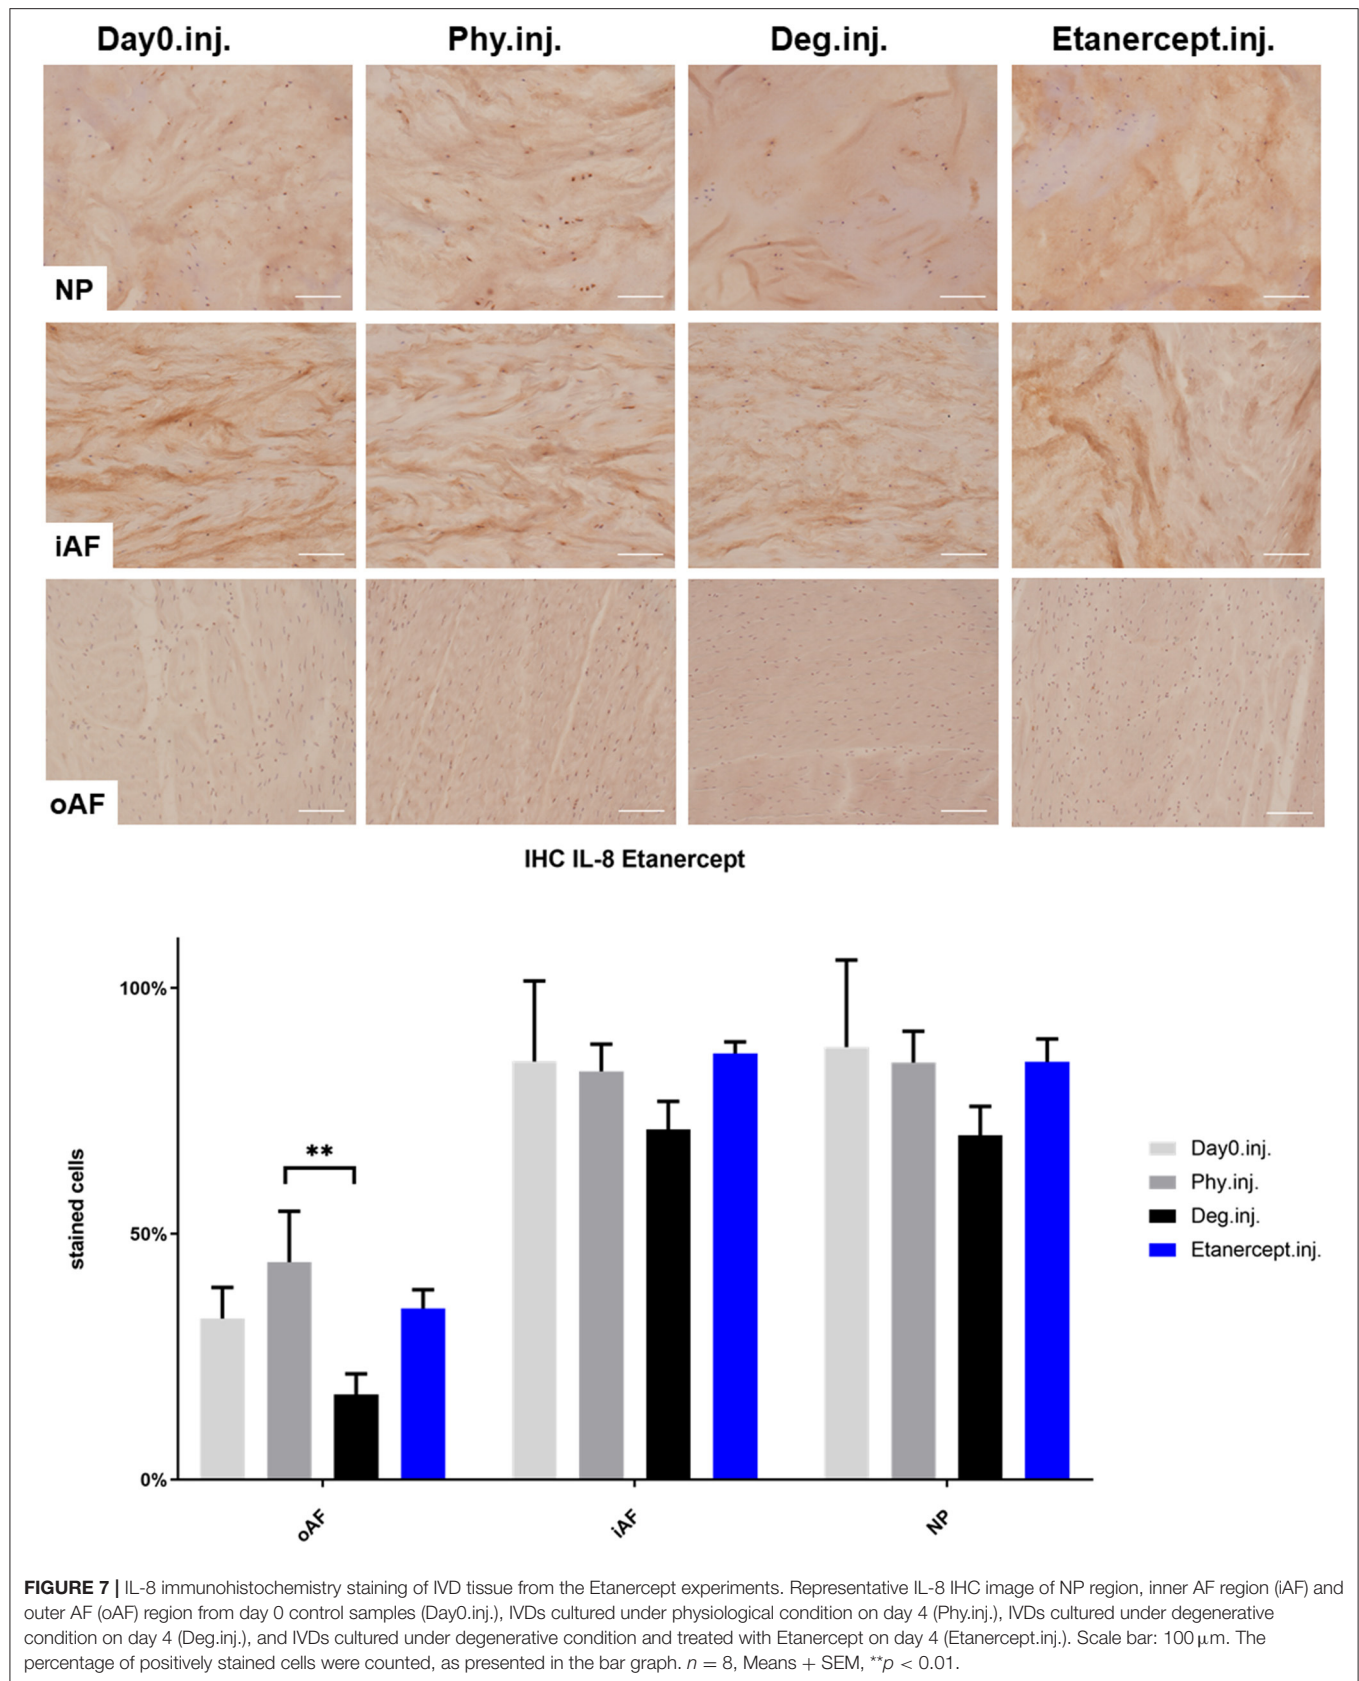 Day0.inj. Phy.inj. Deg.inj. Etanercept.inj.
NP
iAF
oAF
IHC IL-8 Etanercept
100%
50%
0%
stained cells
**
oAF iAF NP
Day0.inj.
Phy.inj.
Deg.inj.
Etanercept.inj.
FIGURE 7 | IL-8 immunohistochemistry staining of IVD tissue from the Etanercept experiments. Representative IL-8 IHC image of NP region, inner AF region (iAF) and
outer AF (oAF) region from day 0 control samples (Day0.inj.), IVDs cultured under physiological condition on day 4 (Phy.inj.), IVDs cultured under degenerative
condition on day 4 (Deg.inj.), and IVDs cultured under degenerative condition and treated with Etanercept on day 4 (Etanercept.inj.). Scale bar: 100 μm. The
percentage of positively stained cells were counted, as presented in the bar graph. n = 8, Means + SEM, **p < 0.01.